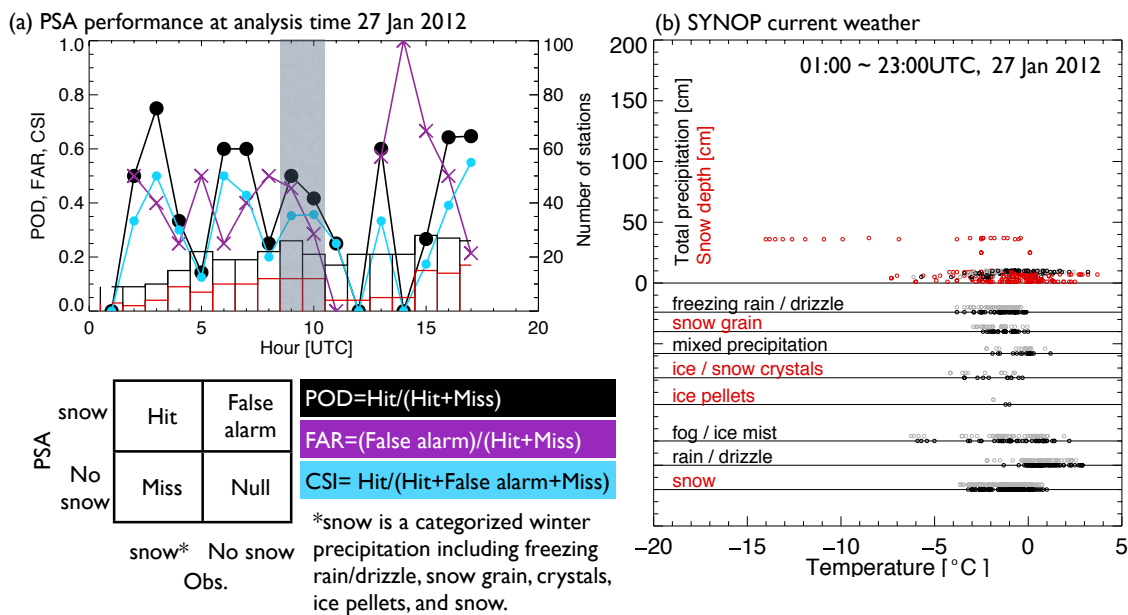 (a) PSA performance at analysis time 27 Jan 2012
POD, FAR, CSI
1.0
0.8
0.6
0.4
0.2
0.0
100
80
60
40
20
Number of stations
0 5 10 15 20
Hour [UTC]
PSA
snow
No
snow
Hit
False
alarm
Miss
Null
snow* No snow
Obs.
POD=Hit/(Hit+Miss)
FAR=(False alarm)/(Hit+Miss)
CSI= Hit/(Hit+False alarm+Miss)
*snow is a categorized winter
precipitation including freezing
rain/drizzle, snow grain, crystals,
ice pellets, and snow.
(b) SYNOP current weather
01:00 ~ 23:00UTC, 27 Jan 2012
200
150
100
50
0
Total precipitation [cm]
Snow depth [cm]
freezing rain / drizzle
snow grain
mixed precipitation
ice / snow crystals
ice pellets
fog / ice mist
rain / drizzle
snow
−20 −15 −10 −5 0 5
Temperature [°C]